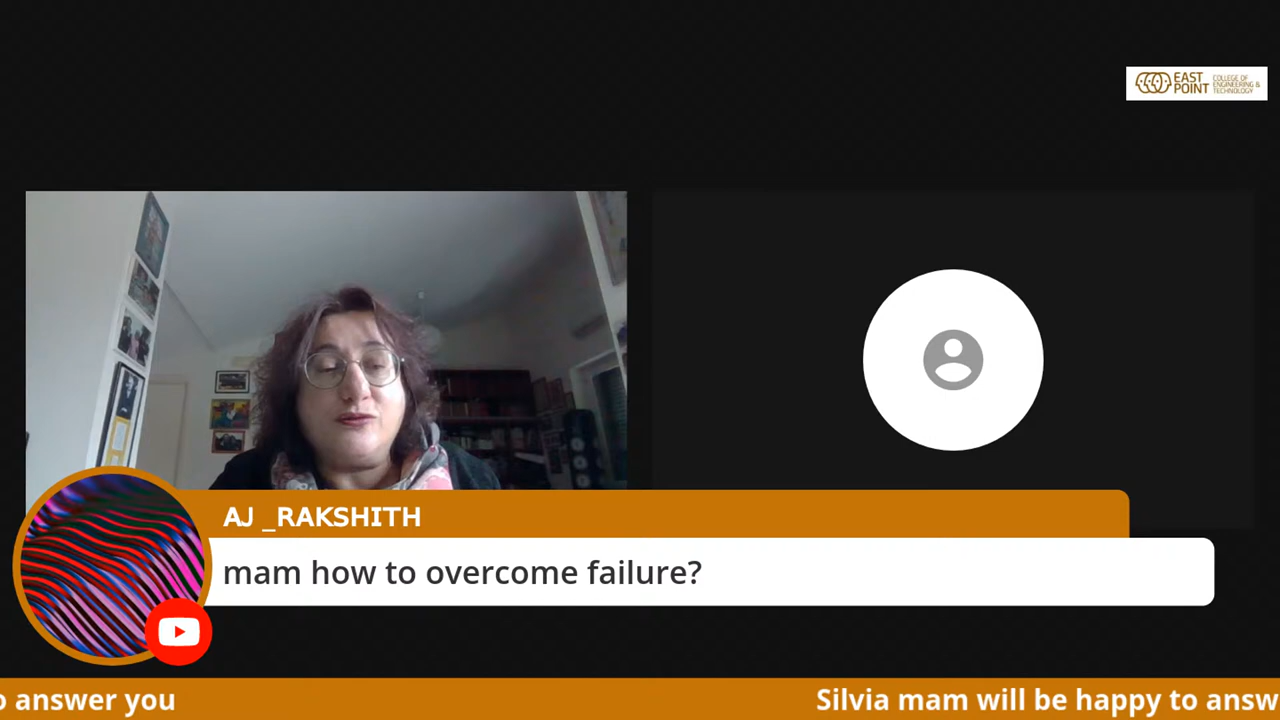 EAST
POINT
COLLEGE OF
ENGINEERING &
TECHNOLOGY
AJ _RAKSHITH
mam how to overcome failure?
o answer you
Silvia mam will be happy to answ